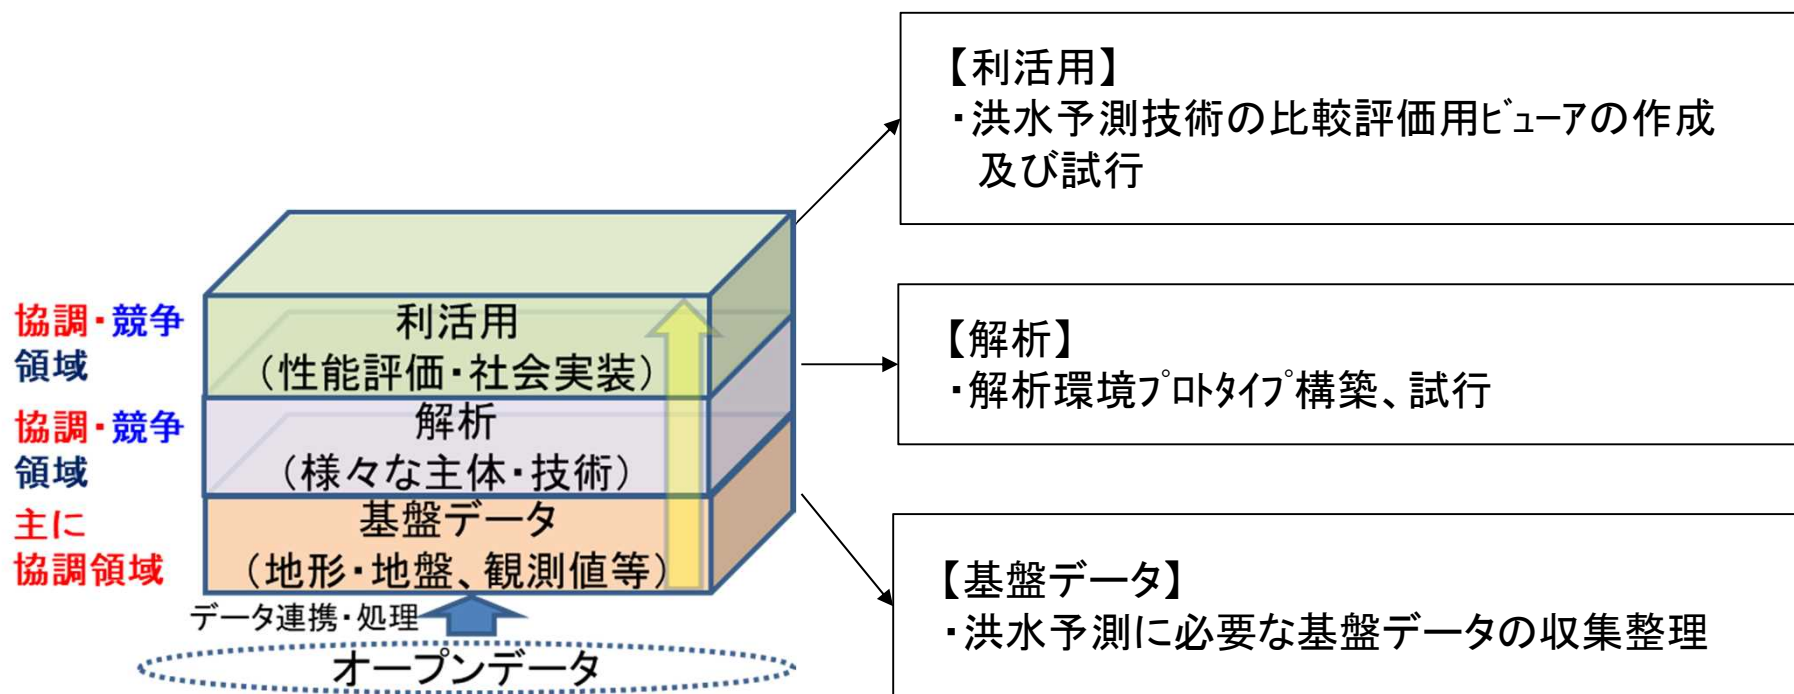 【利活用】
・洪水予測技術の比較評価用ﾋﾞｭｰｱの作成
及び試行
協調・競争
領域
利活用
(性能評価・社会実装)
【解析】
・解析環境ﾌﾟﾛﾄﾀｲﾌﾟ構築、試行
協調・競争
領域
解析
(様々な主体・技術)
主に
協調領域
基盤データ
(地形・地盤、観測値等)
【基盤データ】
・洪水予測に必要な基盤データの収集整理
データ連携・処理
オープンデータ